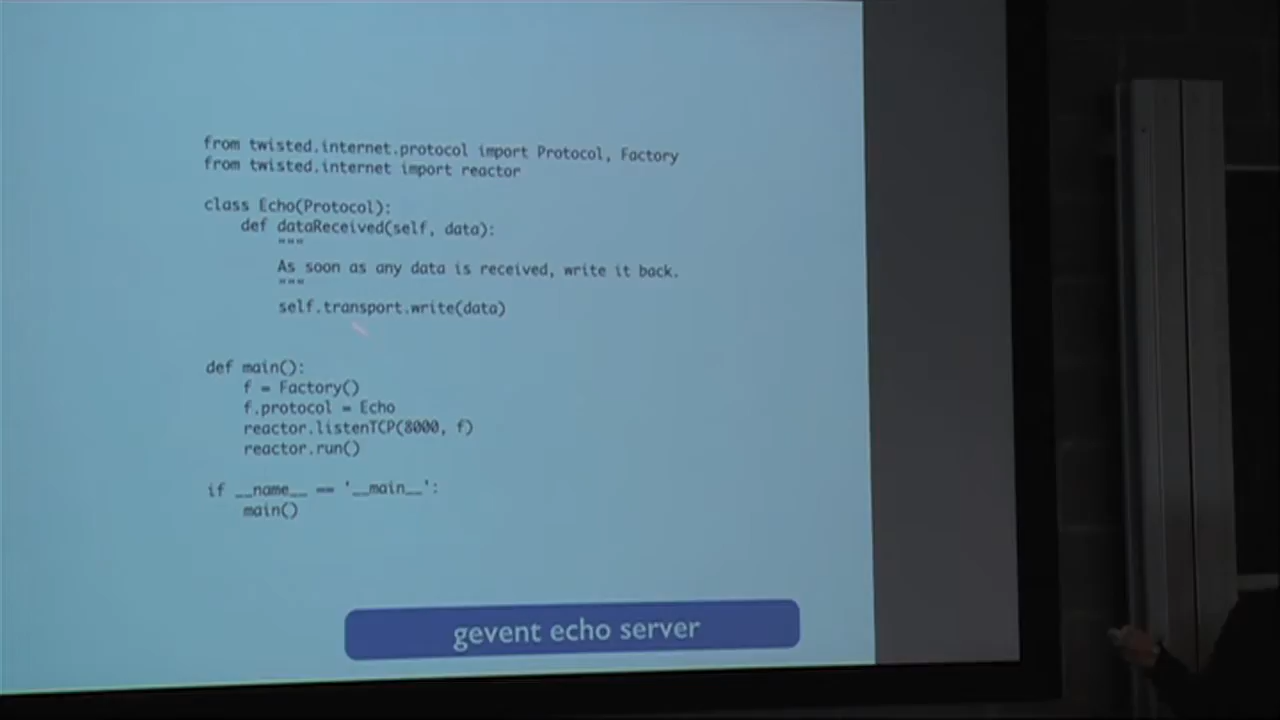 from twisted.internet.protocol import Protocol, Factory
from twisted.internet import reactor
class Echo(Protocol):
def dataReceived(self, data):
"""
As soon as any data is received, write it back.
"""
self.transport.write(data)
def main():
f = Factory()
f.protocol = Echo
reactor.listenTCP(8000, f)
reactor.run()
if __name__ == '__main__':
main()
gevent echo server